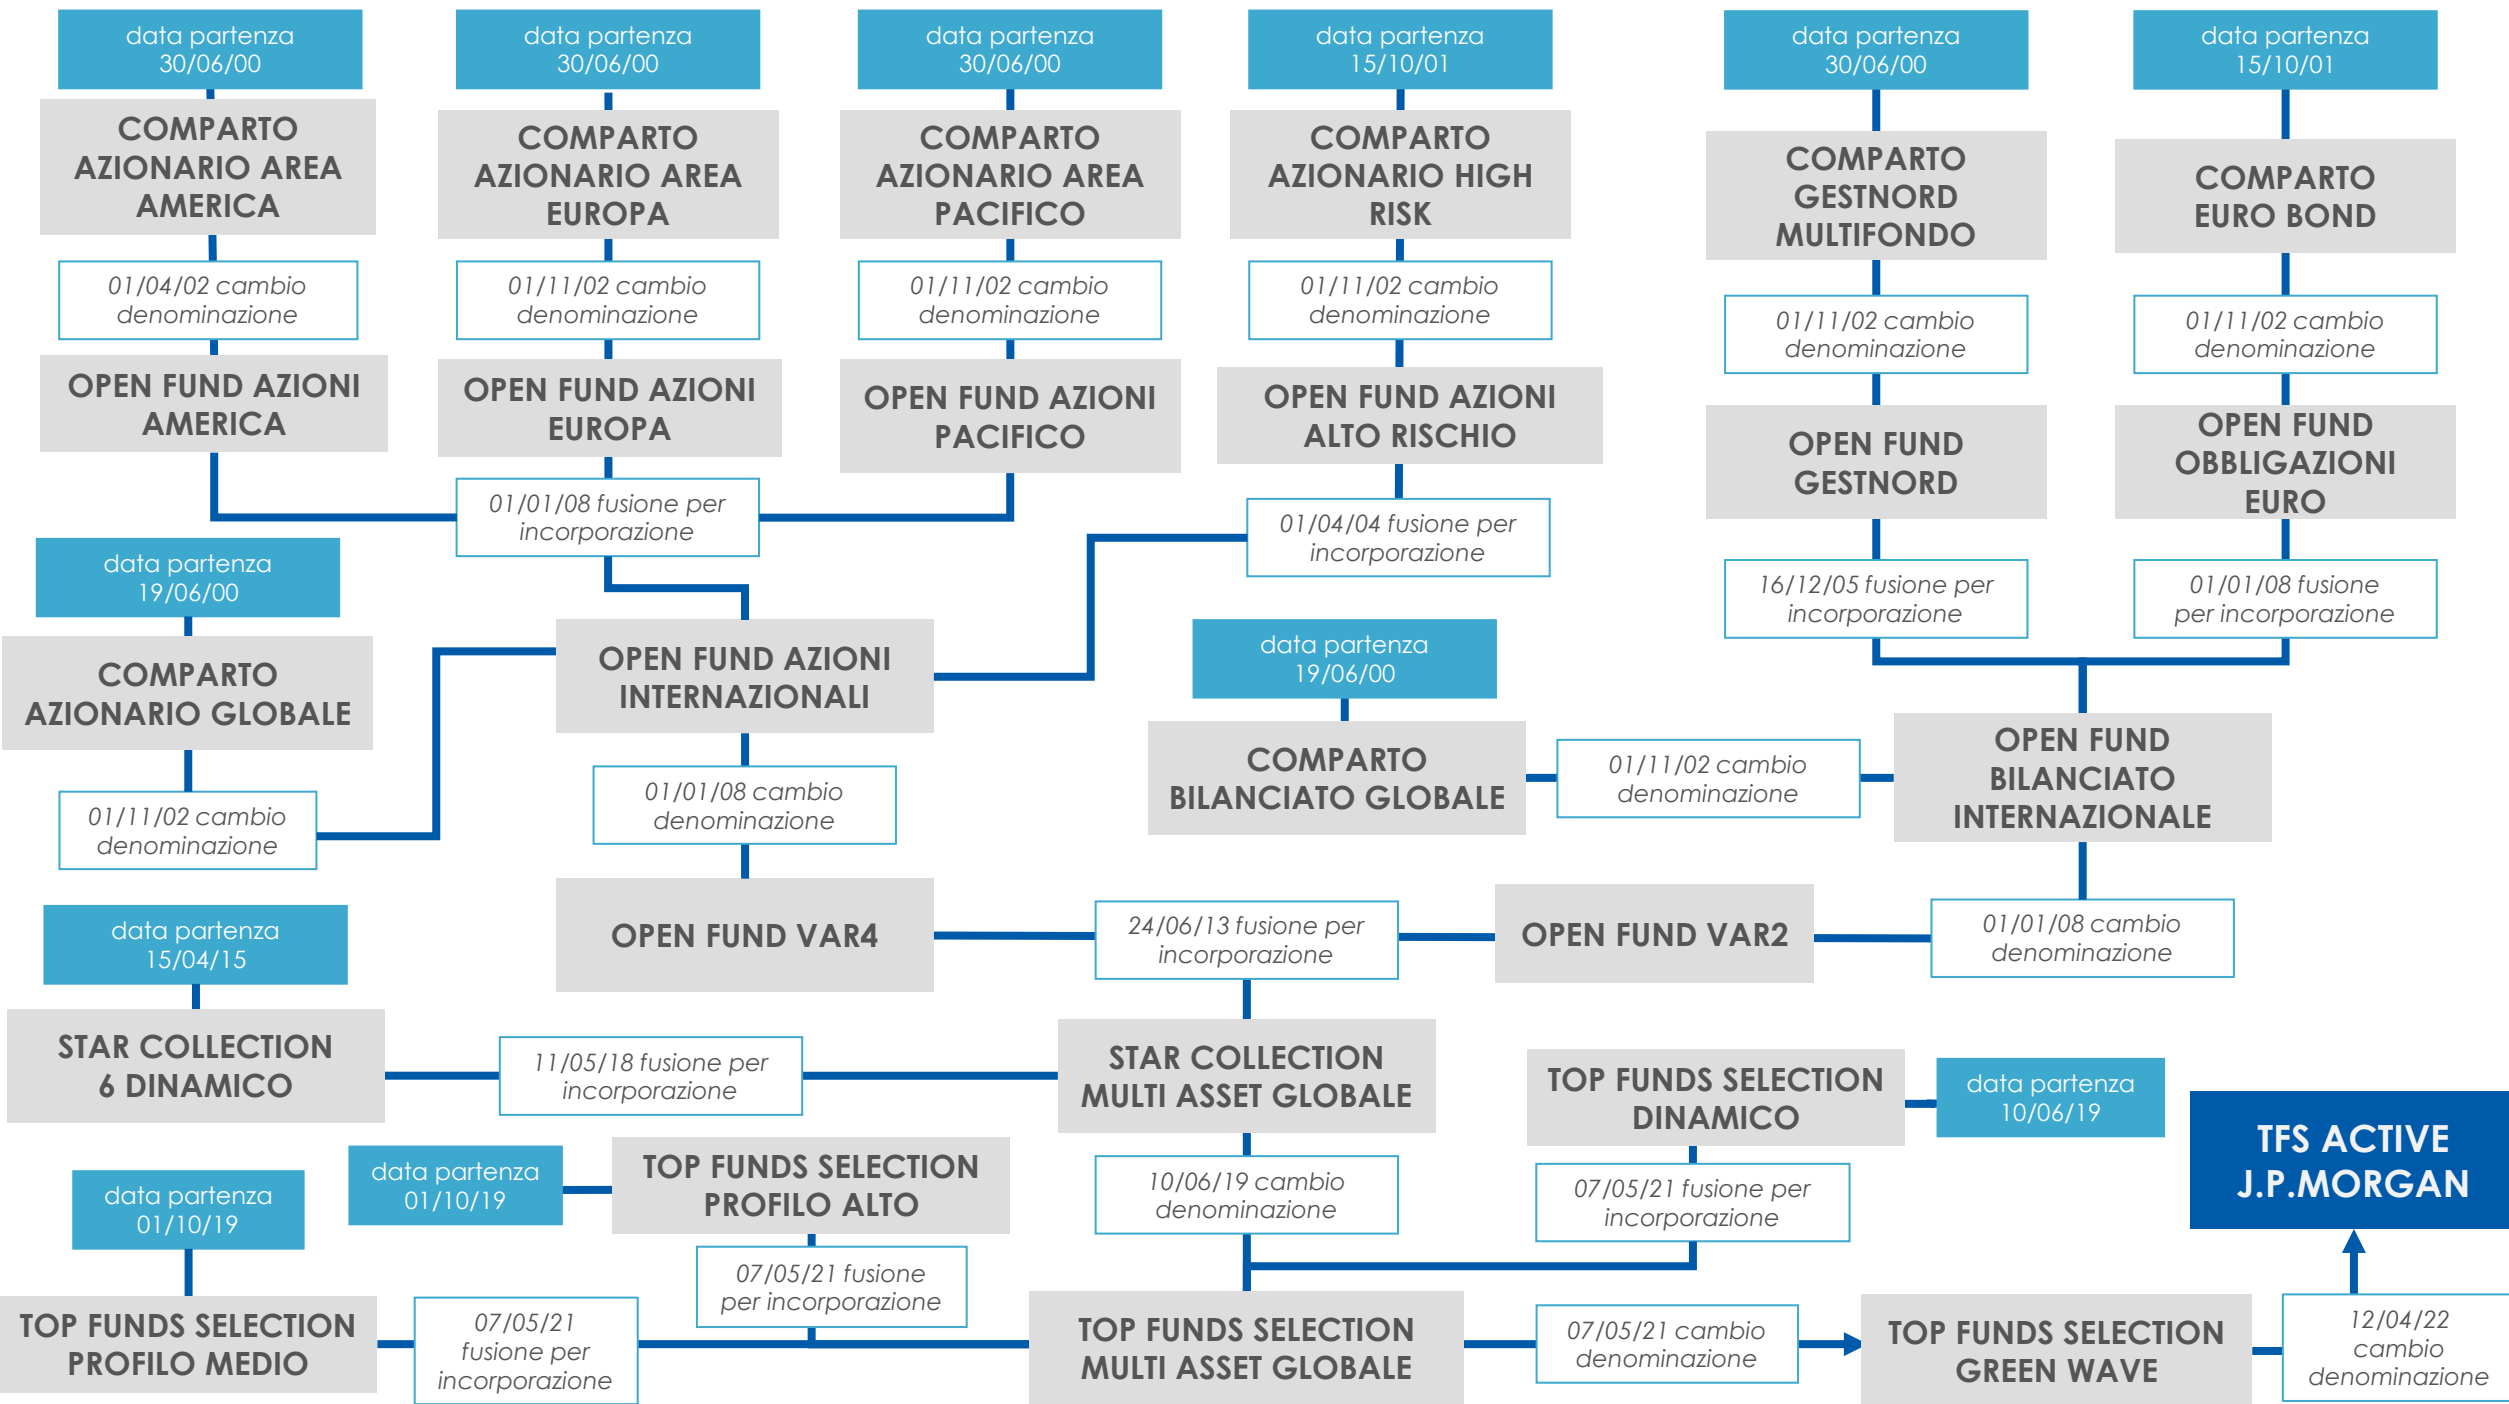 data partenza
30/06/00
data partenza
30/06/00
data partenza
30/06/00
data partenza
15/10/01
data partenza
30/06/00
data partenza
15/10/01
COMPARTO
AZIONARIO AREA
AMERICA
COMPARTO
AZIONARIO AREA
EUROPA
COMPARTO
AZIONARIO AREA
PACIFICO
COMPARTO
AZIONARIO HIGH
RISK
COMPARTO
GESTNORD
MULTIFONDO
COMPARTO
EURO BOND
01/04/02 cambio
denominazione
01/11/02 cambio
denominazione
01/11/02 cambio
denominazione
01/11/02 cambio
denominazione
01/11/02 cambio
denominazione
01/11/02 cambio
denominazione
OPEN FUND AZIONI
AMERICA
OPEN FUND AZIONI
EUROPA
OPEN FUND AZIONI
PACIFICO
OPEN FUND AZIONI
ALTO RISCHIO
OPEN FUND
GESTNORD
OPEN FUND
OBBLIGAZIONI
EURO
01/01/08 fusione per
incorporazione
01/04/04 fusione per
incorporazione
16/12/05 fusione per
incorporazione
01/01/08 fusione
per incorporazione
data partenza
19/06/00
COMPARTO
AZIONARIO GLOBALE
OPEN FUND AZIONI
INTERNAZIONALI
data partenza
19/06/00
COMPARTO
BILANCIATO GLOBALE
01/11/02 cambio
denominazione
OPEN FUND
BILANCIATO
INTERNAZIONALE
01/11/02 cambio
denominazione
01/01/08 cambio
denominazione
OPEN FUND VAR4
24/06/13 fusione per
incorporazione
OPEN FUND VAR2
01/01/08 cambio
denominazione
data partenza
15/04/15
STAR COLLECTION
6 DINAMICO
11/05/18 fusione per
incorporazione
STAR COLLECTION
MULTI ASSET GLOBALE
TOP FUNDS SELECTION
DINAMICO
data partenza
10/06/19
TFS ACTIVE
J.P.MORGAN
data partenza
01/10/19
data partenza
01/10/19
TOP FUNDS SELECTION
PROFILO ALTO
10/06/19 cambio
denominazione
07/05/21 fusione per
incorporazione
07/05/21 fusione
per incorporazione
TOP FUNDS SELECTION
PROFILO MEDIO
07/05/21
fusione per
incorporazione
TOP FUNDS SELECTION
MULTI ASSET GLOBALE
07/05/21 cambio
denominazione
TOP FUNDS SELECTION
GREEN WAVE
12/04/22
cambio
denominazione